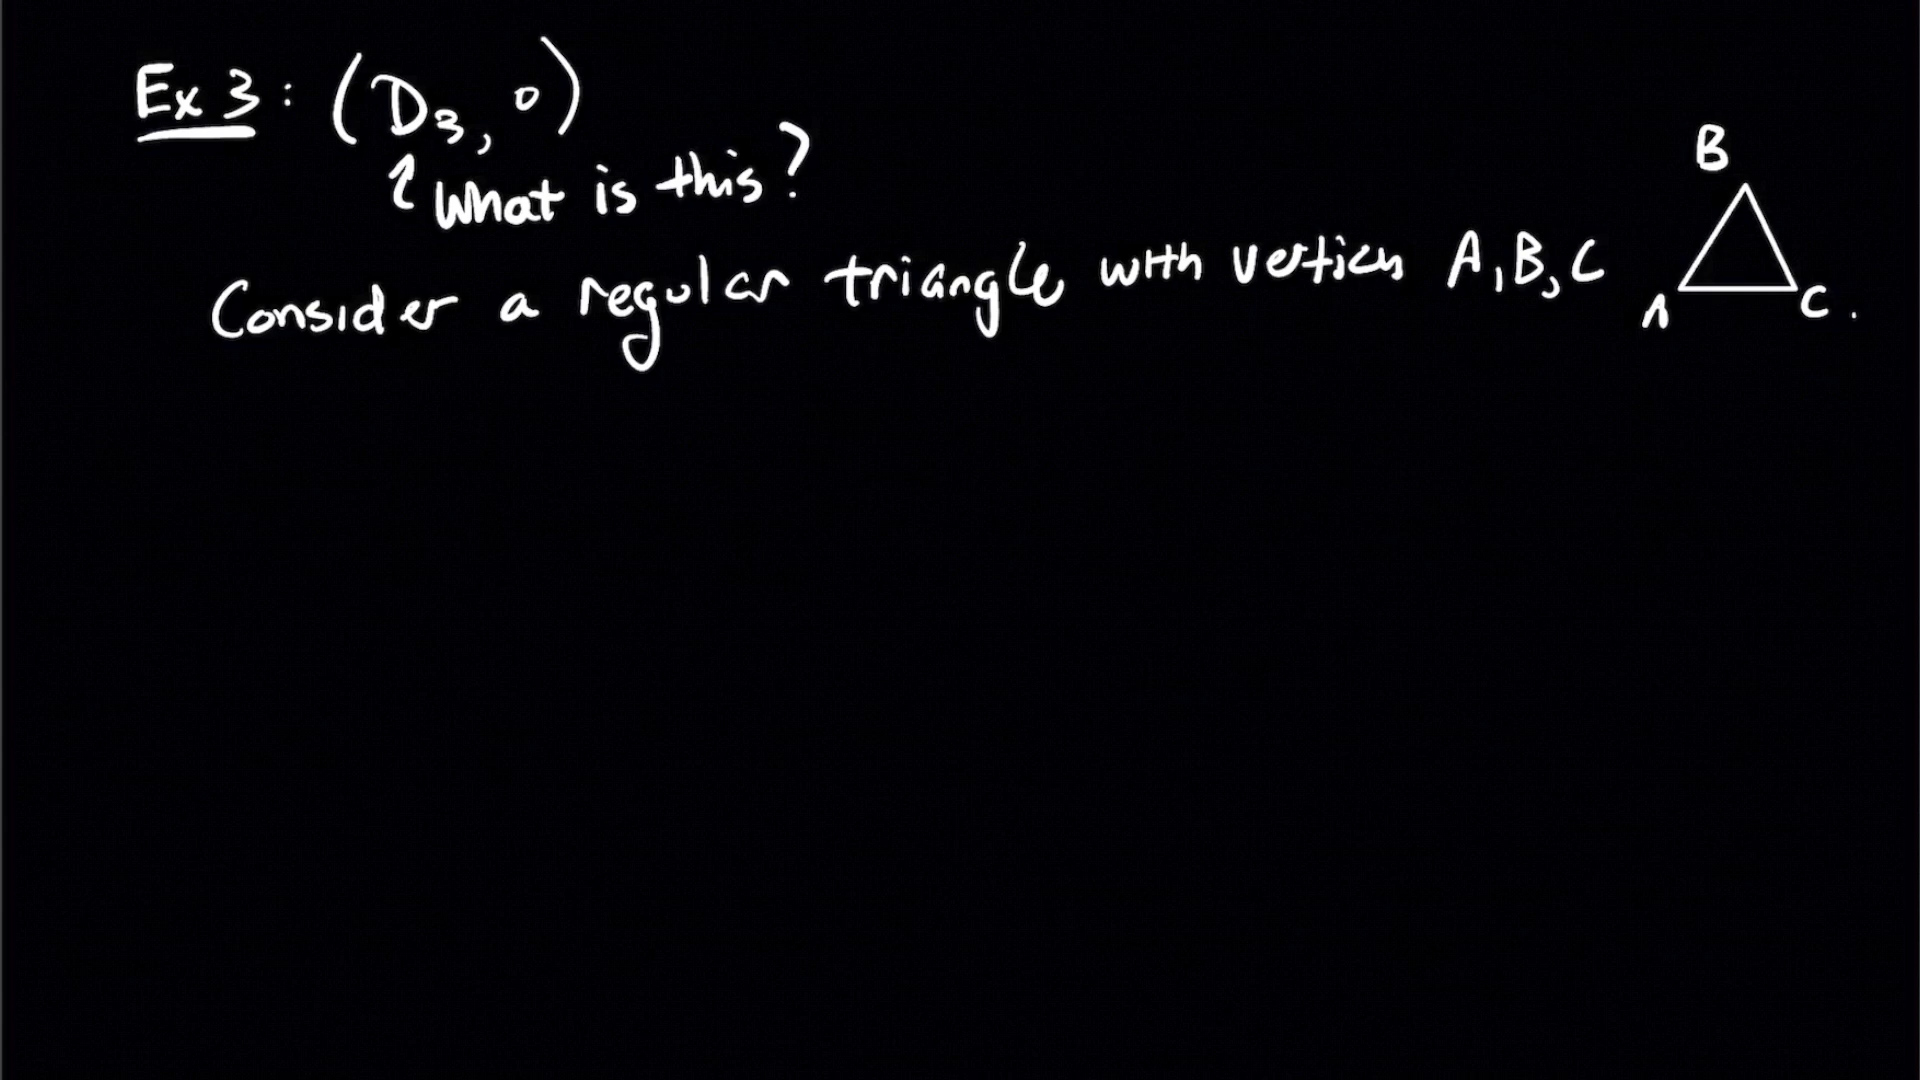 Ex 3: (D₃, ∘)
↑ What is this?
Consider a regular triangle with vertices A, B, C
B
A
C.